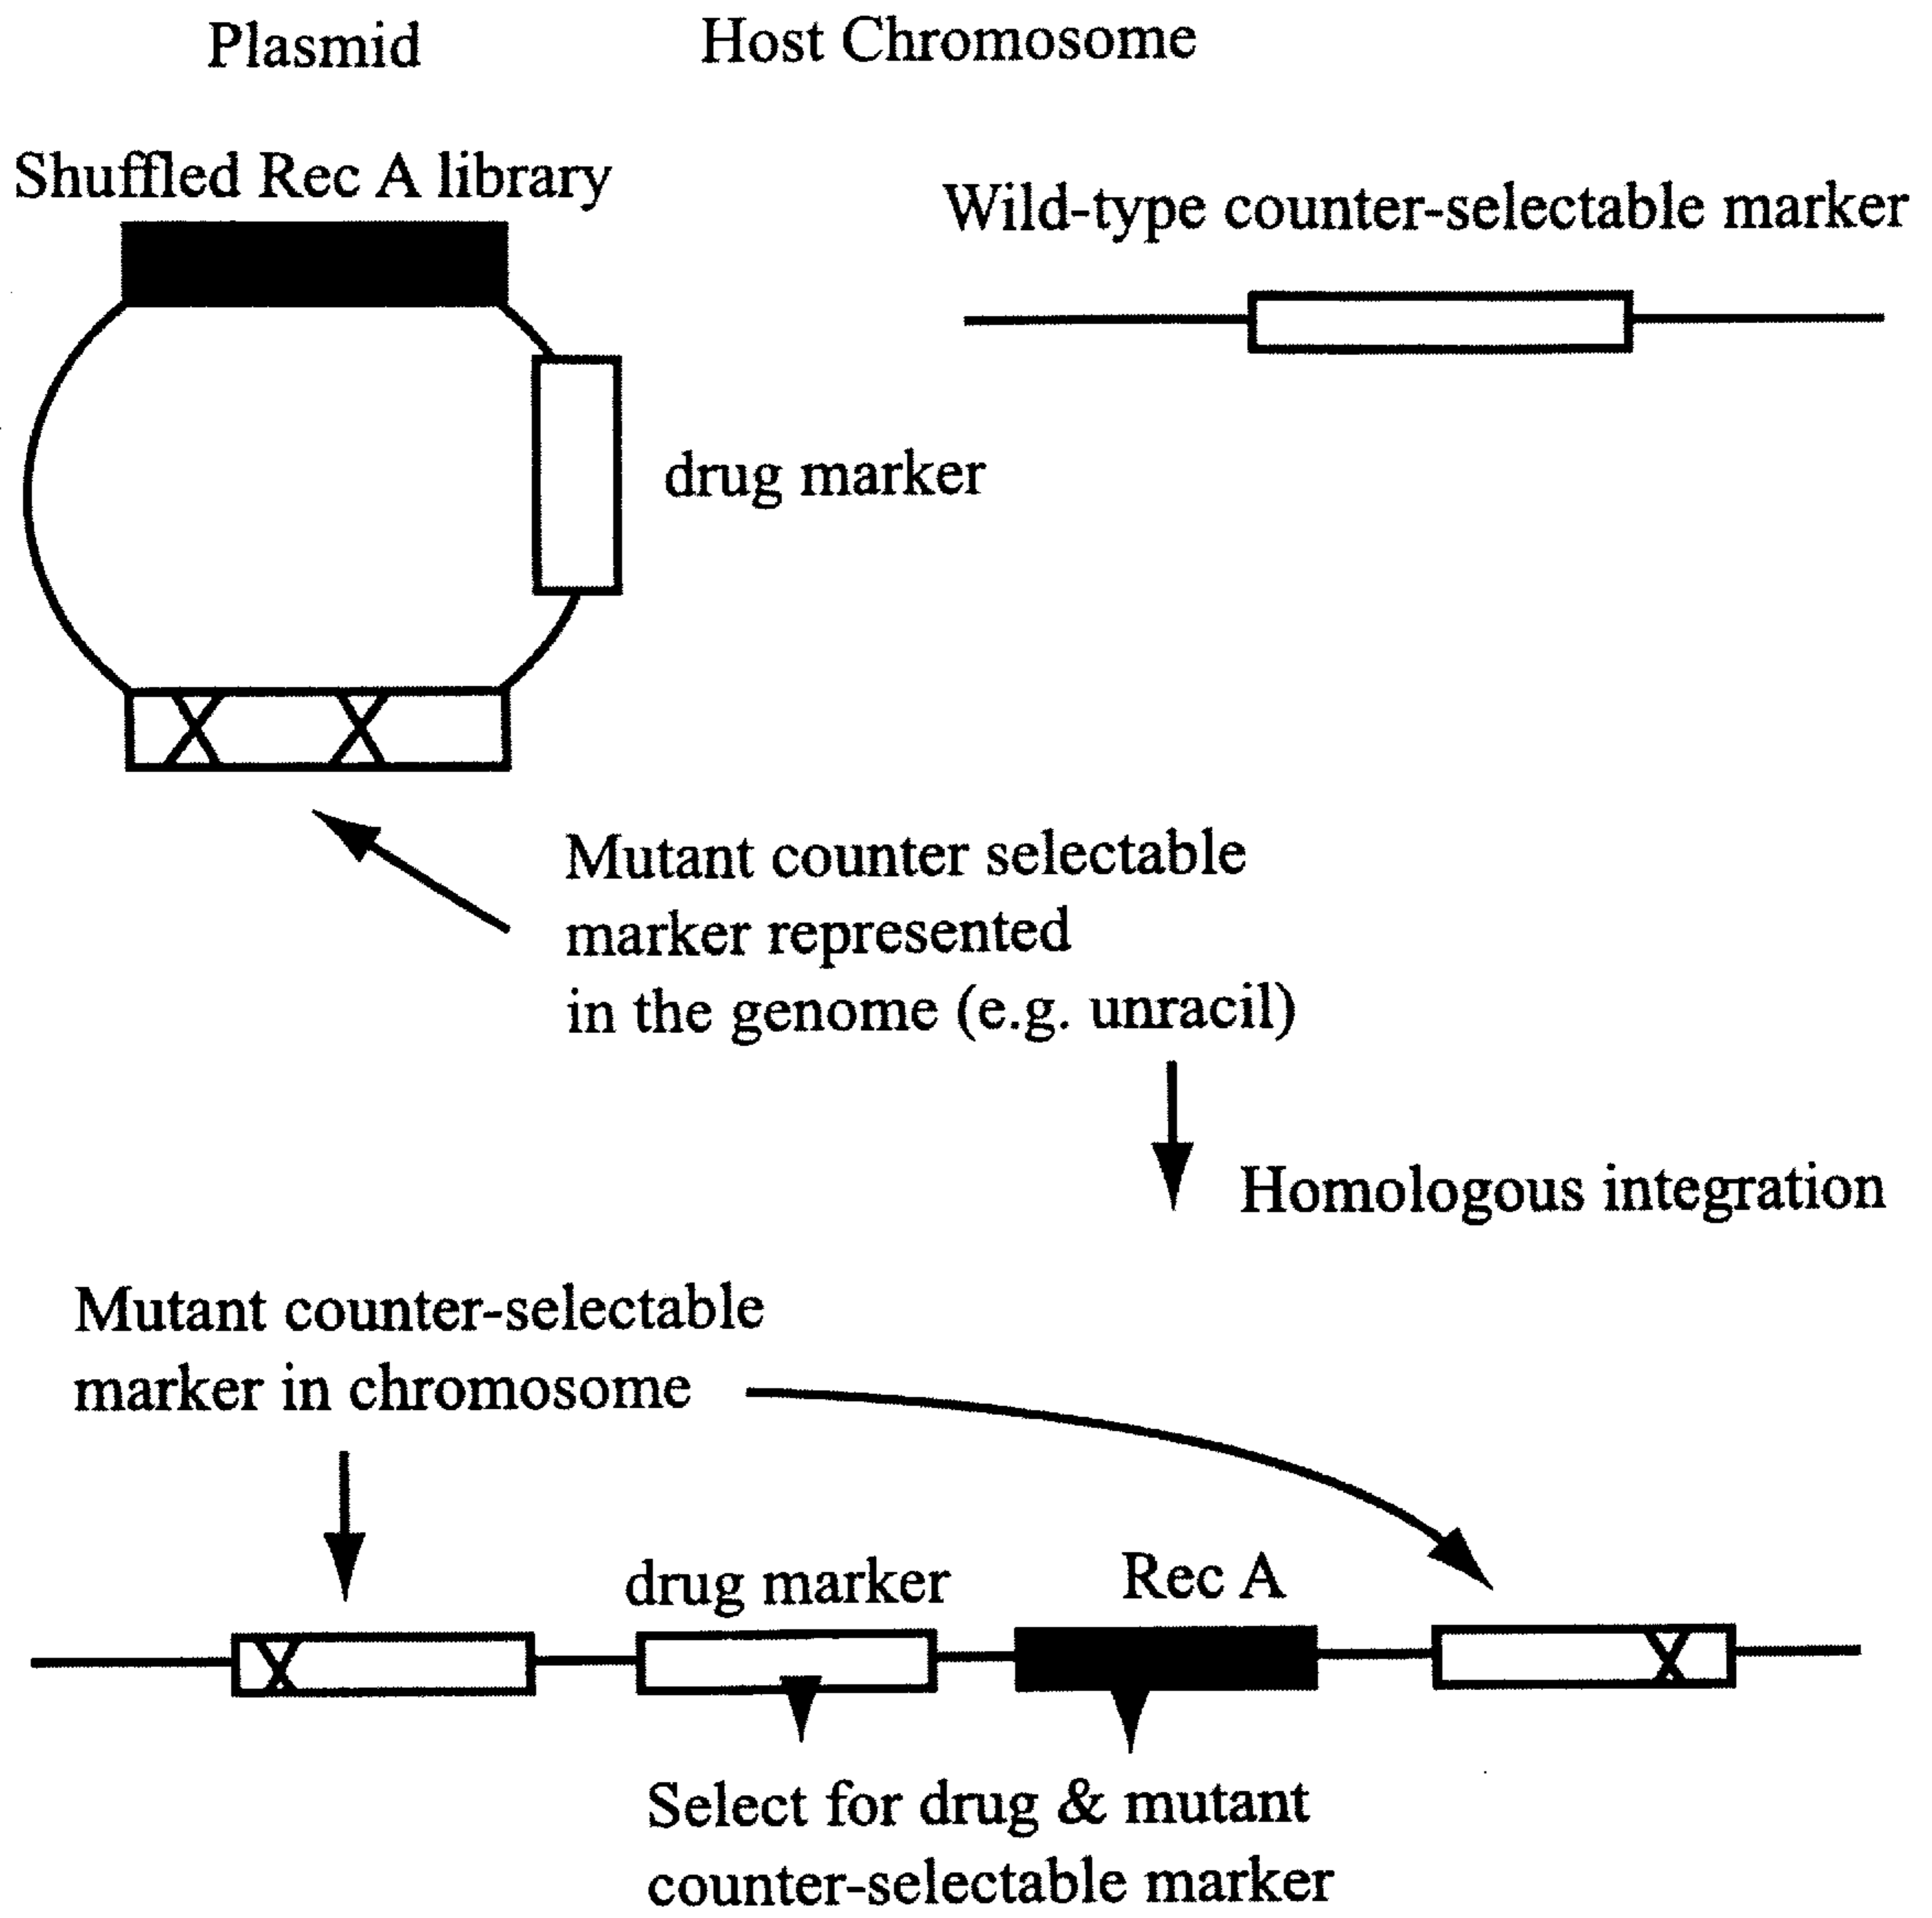 Plasmid
Host Chromosome
Shuffled Rec A library
Wild-type counter-selectable marker
drug marker
Mutant counter selectable
marker represented
in the genome (e.g. unracil)
Homologous integration
Mutant counter-selectable
marker in chromosome
drug marker
Rec A
Select for drug & mutant
counter-selectable marker